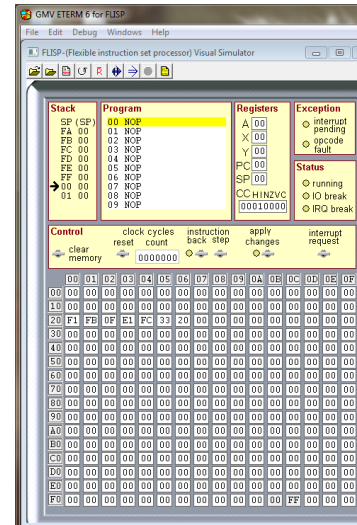 GMV ETERM 6 for FLISP
File Edit Debug Windows Help
FLISP-(Flexible instruction set processor) Visual Simulator
Stack Program Registers Exception
SP (SP)
FA 00
FB 00
FC 00
FD 00
FE 00
FF 00
00 00
01 00
00 NOP
01 NOP
02 NOP
03 NOP
04 NOP
05 NOP
06 NOP
07 NOP
08 NOP
09 NOP
A 00
X 00
Y 00
PC 00
SP 00
CC HINZVC
00010000
interrupt pending
opcode fault
Status
running
IO break
IRQ break
Control
clear memory
reset
clock cycles count
0000000
instruction back step
apply changes
interrupt request
00 01 02 03 04 05 06 07 08 09 0A 0B 0C 0D 0E 0F
00 00 00 00 00 00 00 00 00 00 00 00 00 00 00 00 00
10 00 00 00 00 00 00 00 00 00 00 00 00 00 00 00 00
20 F1 FB 0F E1 FC 33 20 00 00 00 00 00 00 00 00 00
30 00 00 00 00 00 00 00 00 00 00 00 00 00 00 00 00
40 00 00 00 00 00 00 00 00 00 00 00 00 00 00 00 00
50 00 00 00 00 00 00 00 00 00 00 00 00 00 00 00 00
60 00 00 00 00 00 00 00 00 00 00 00 00 00 00 00 00
70 00 00 00 00 00 00 00 00 00 00 00 00 00 00 00 00
80 00 00 00 00 00 00 00 00 00 00 00 00 00 00 00 00
90 00 00 00 00 00 00 00 00 00 00 00 00 00 00 00 00
A0 00 00 00 00 00 00 00 00 00 00 00 00 00 00 00 00
B0 00 00 00 00 00 00 00 00 00 00 00 00 00 00 00 00
C0 00 00 00 00 00 00 00 00 00 00 00 00 00 00 00 00
D0 00 00 00 00 00 00 00 00 00 00 00 00 00 00 00 00
E0 00 00 00 00 00 00 00 00 00 00 00 00 00 00 00 00
F0 00 00 00 00 00 00 00 00 00 00 00 00 FF 00 00 00